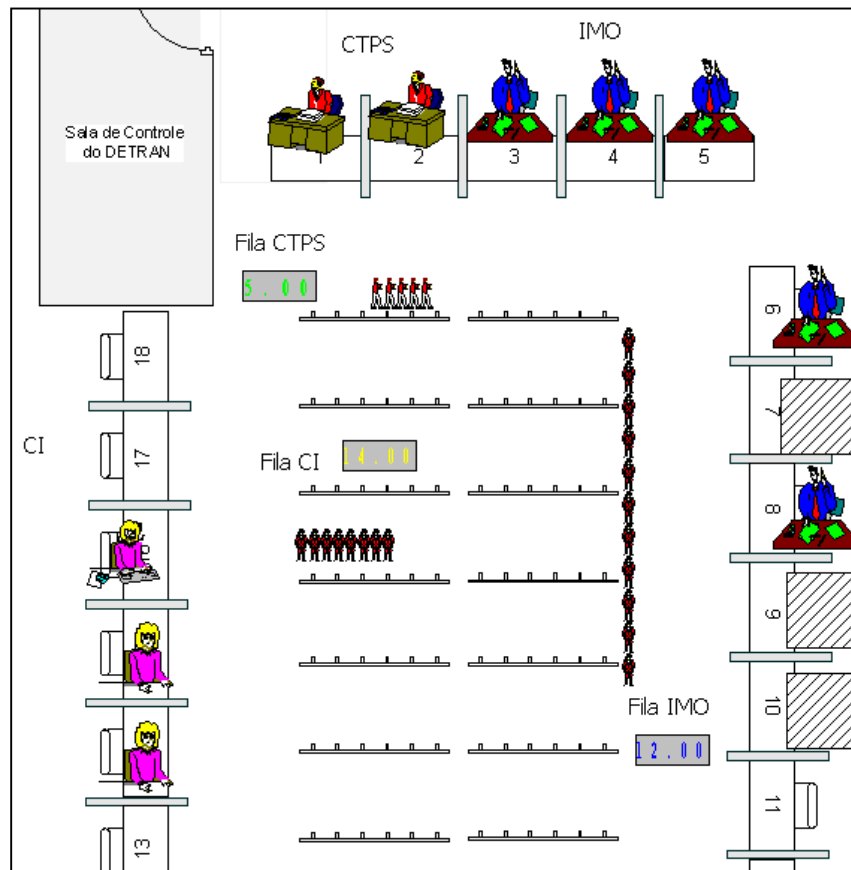 CTPS
IMO
Sala de Controle
do DETRAN
1
2
3
4
5
Fila CTPS
5.00
6
18
7
CI
17
Fila CI
14.00
8
9
10
Fila IMO
12.00
11
13